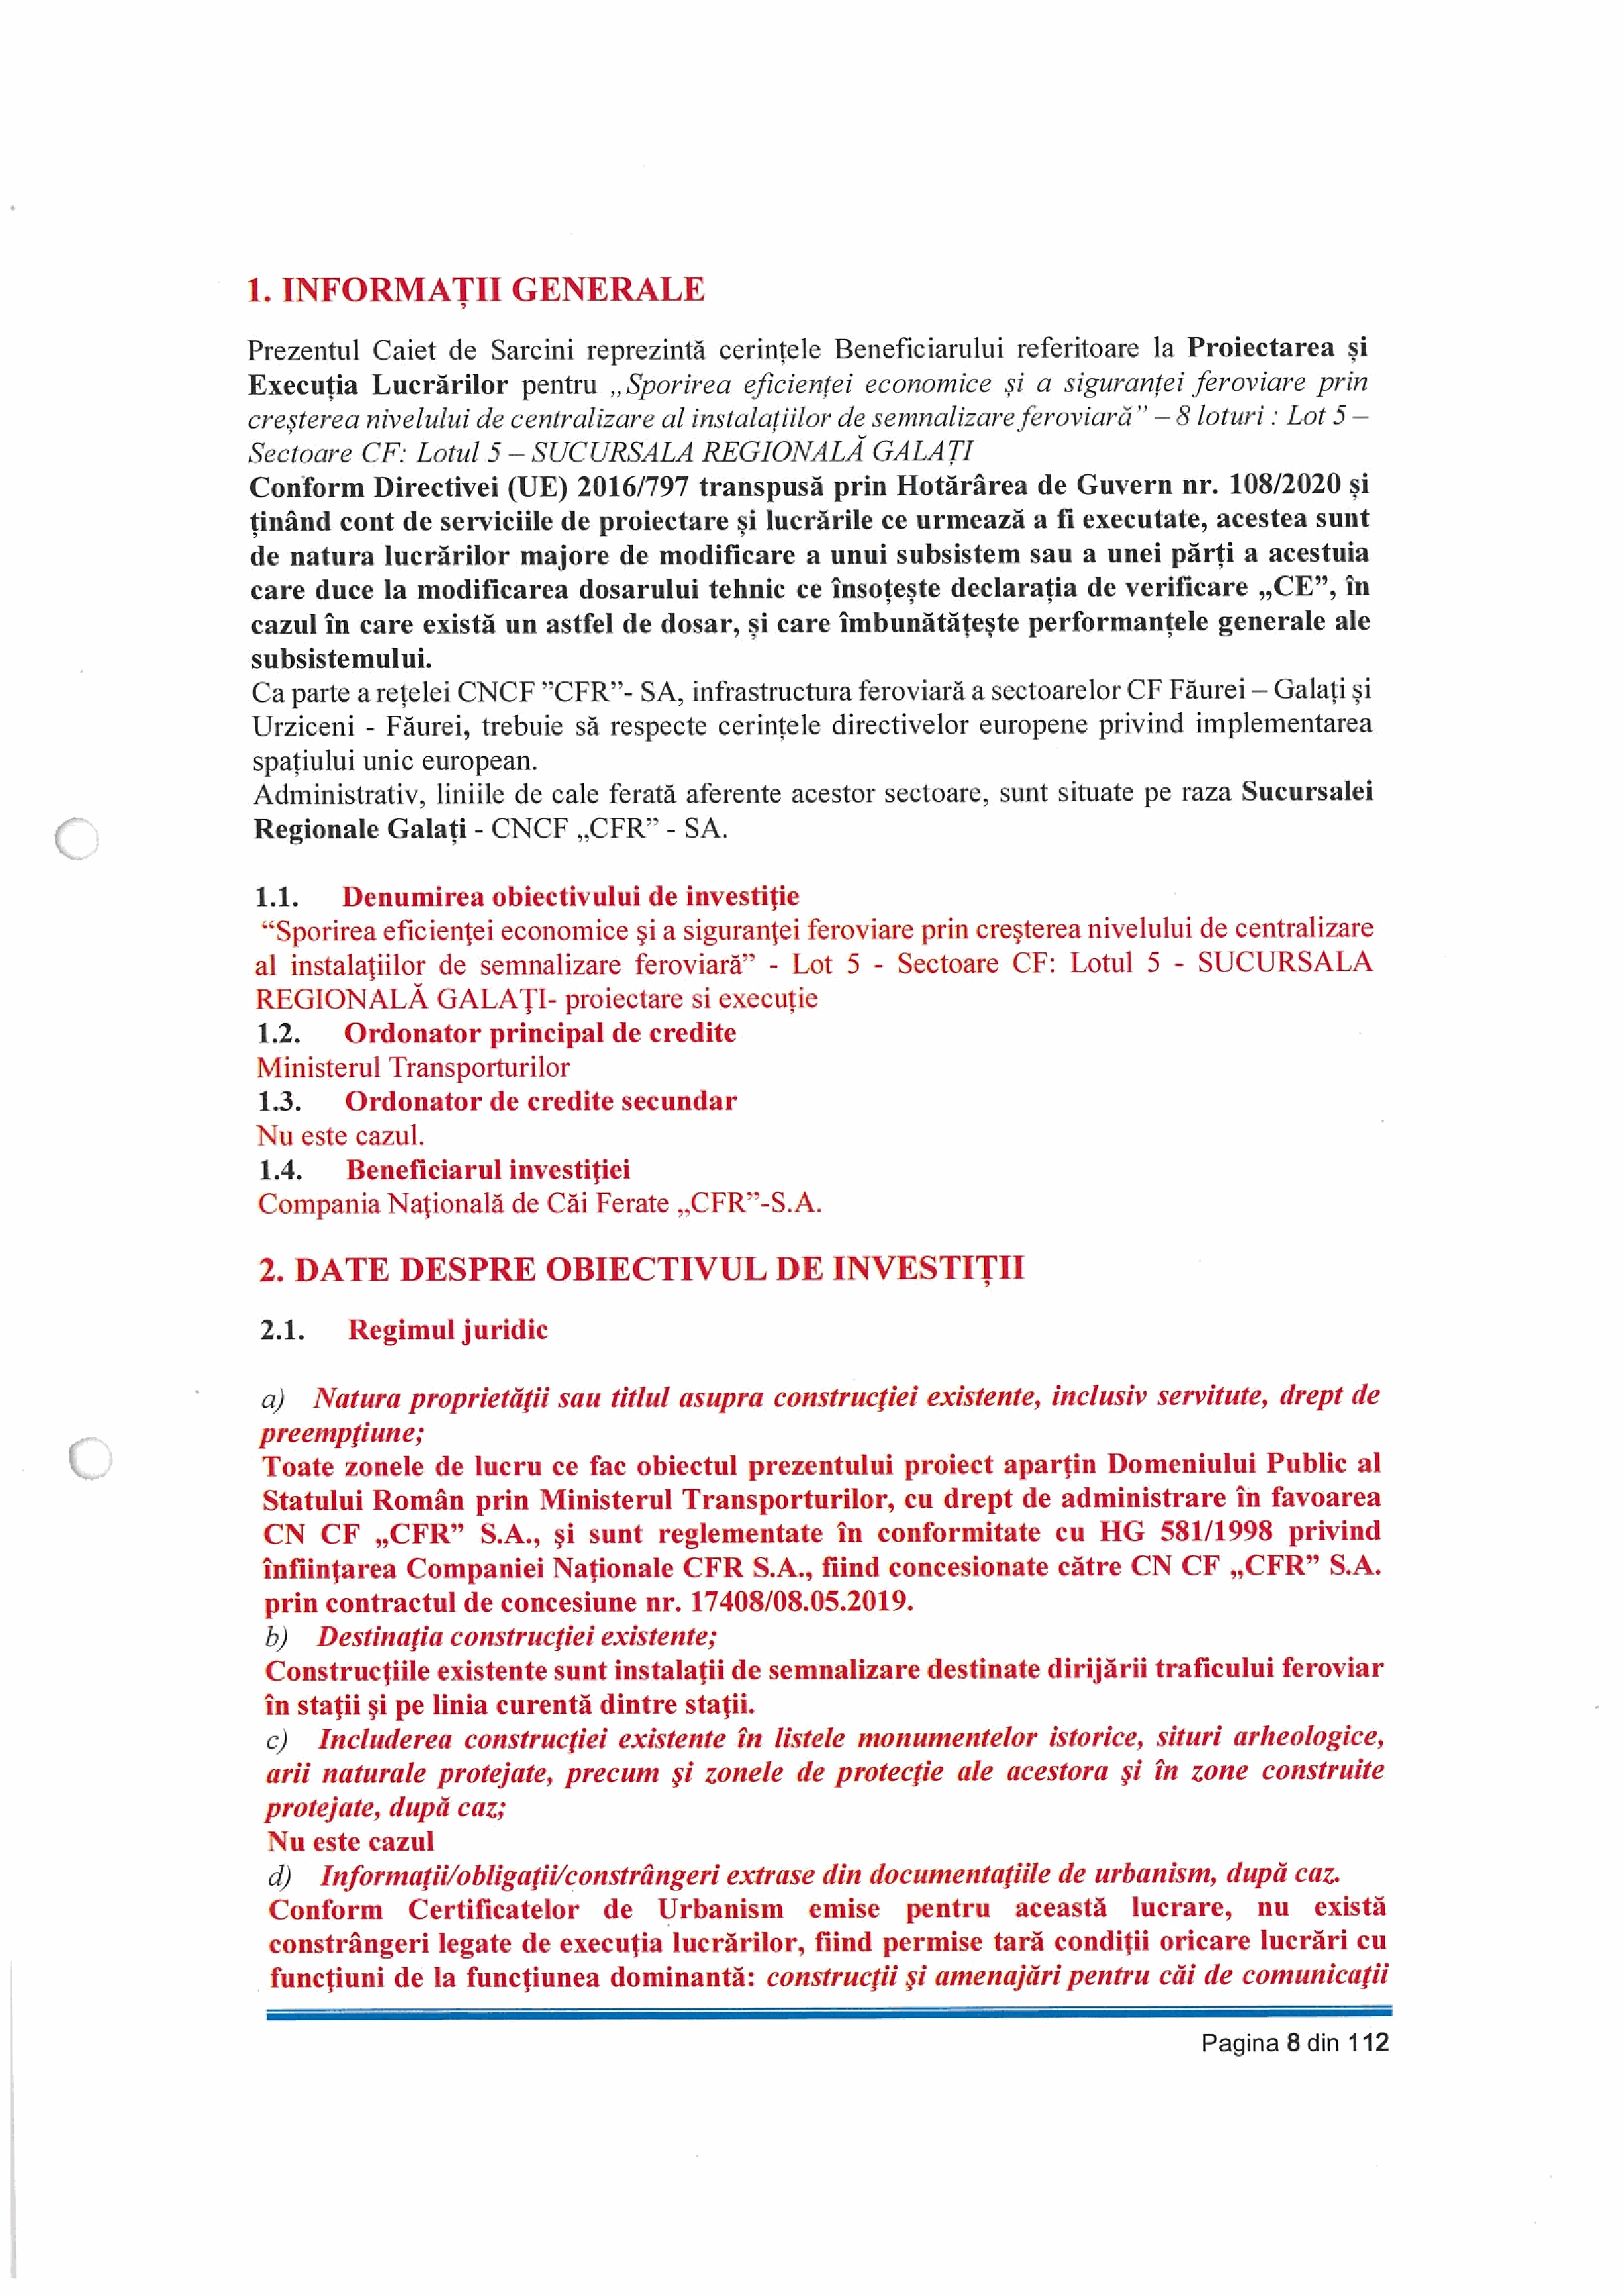 1. INFORMAȚII GENERALE
Prezentul Caiet de Sarcini reprezintă cerințele Beneficiarului referitoare la Proiectarea și
Execuția Lucrărilor pentru „Sporirea eficienței economice și a siguranței feroviare prin
creșterea nivelului de centralizare al instalațiilor de semnalizare feroviară” – 8 loturi : Lot 5 –
Sectoare CF: Lotul 5 – SUCURSALA REGIONALĂ GALAȚI
Conform Directivei (UE) 2016/797 transpusă prin Hotărârea de Guvern nr. 108/2020 și
ținând cont de serviciile de proiectare și lucrările ce urmează a fi executate, acestea sunt
de natura lucrărilor majore de modificare a unui subsistem sau a unei părți a acestuia
care duce la modificarea dosarului tehnic ce însoțește declarația de verificare „CE”, în
cazul în care există un astfel de dosar, și care îmbunătățește performanțele generale ale
subsistemului.
Ca parte a rețelei CNCF ”CFR”- SA, infrastructura feroviară a sectoarelor CF Făurei – Galați și
Urziceni - Făurei, trebuie să respecte cerințele directivelor europene privind implementarea
spațiului unic european.
Administrativ, liniile de cale ferată aferente acestor sectoare, sunt situate pe raza Sucursalei
Regionale Galați - CNCF „CFR” - SA.
1.1. Denumirea obiectivului de investiţie
“Sporirea eficienţei economice şi a siguranţei feroviare prin creşterea nivelului de centralizare
al instalaţiilor de semnalizare feroviară” - Lot 5 - Sectoare CF: Lotul 5 - SUCURSALA
REGIONALĂ GALAŢI- proiectare si execuție
1.2. Ordonator principal de credite
Ministerul Transporturilor
1.3. Ordonator de credite secundar
Nu este cazul.
1.4. Beneficiarul investiţiei
Compania Naţională de Căi Ferate „CFR”-S.A.
2. DATE DESPRE OBIECTIVUL DE INVESTIȚII
2.1. Regimul juridic
a) Natura proprietăţii sau titlul asupra construcţiei existente, inclusiv servitute, drept de
preempţiune;
Toate zonele de lucru ce fac obiectul prezentului proiect aparţin Domeniului Public al
Statului Român prin Ministerul Transporturilor, cu drept de administrare în favoarea
CN CF „CFR” S.A., şi sunt reglementate în conformitate cu HG 581/1998 privind
înfiinţarea Companiei Naționale CFR S.A., fiind concesionate către CN CF „CFR” S.A.
prin contractul de concesiune nr. 17408/08.05.2019.
b) Destinaţia construcţiei existente;
Construcţiile existente sunt instalaţii de semnalizare destinate dirijării traficului feroviar
în staţii şi pe linia curentă dintre staţii.
c) Includerea construcţiei existente în listele monumentelor istorice, situri arheologice,
arii naturale protejate, precum şi zonele de protecţie ale acestora şi în zone construite
protejate, după caz;
Nu este cazul
d) Informaţii/obligaţii/constrângeri extrase din documentaţiile de urbanism, după caz.
Conform Certificatelor de Urbanism emise pentru această lucrare, nu există
constrângeri legate de execuţia lucrărilor, fiind permise tară condiţii oricare lucrări cu
funcţiuni de la funcţiunea dominantă: construcţii şi amenajări pentru căi de comunicaţii
Pagina 8 din 112